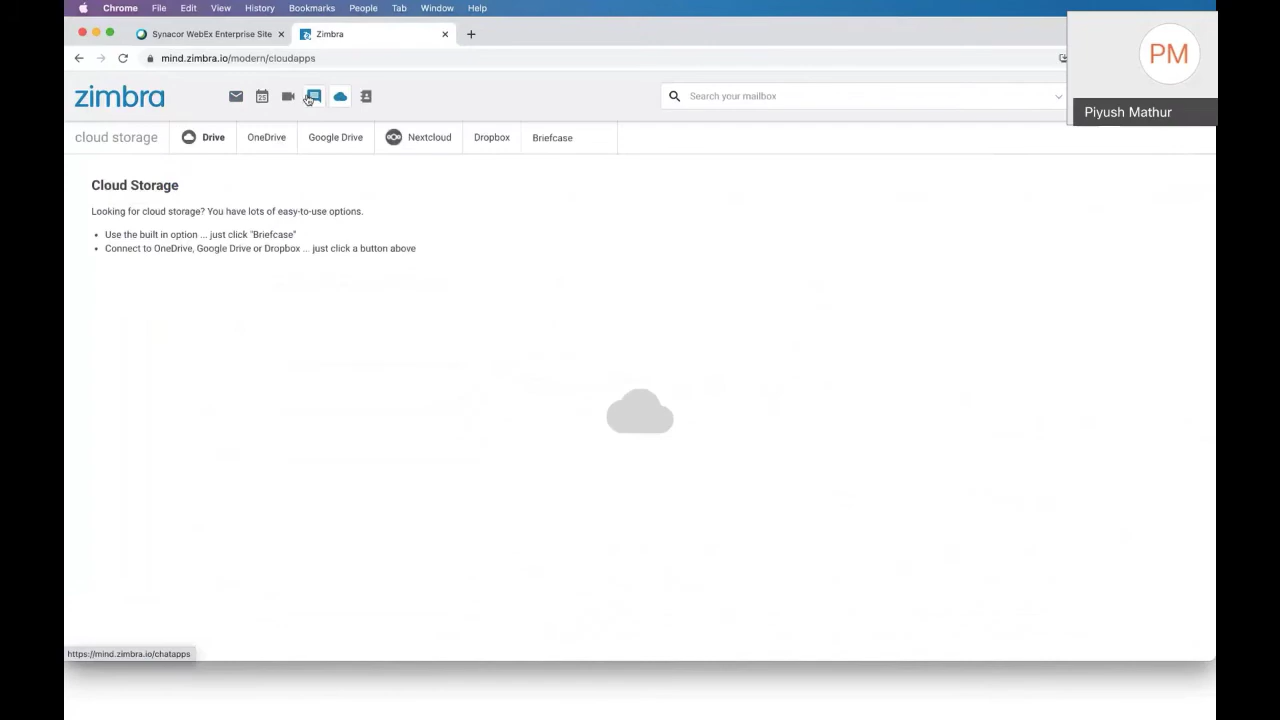 Chrome File Edit View History Bookmarks People Tab Window Help
Synacor WebEx Enterprise Site Zimbra
PM
mind.zimbra.io/modern/cloudapps
zimbra 25 Search your mailbox
Piyush Mathur
cloud storage Drive OneDrive Google Drive Nextcloud Dropbox Briefcase
Cloud Storage
Looking for cloud storage? You have lots of easy-to-use options.
• Use the built in option ... just click "Briefcase"
• Connect to OneDrive, Google Drive or Dropbox ... just click a button above
https://mind.zimbra.io/chatapps